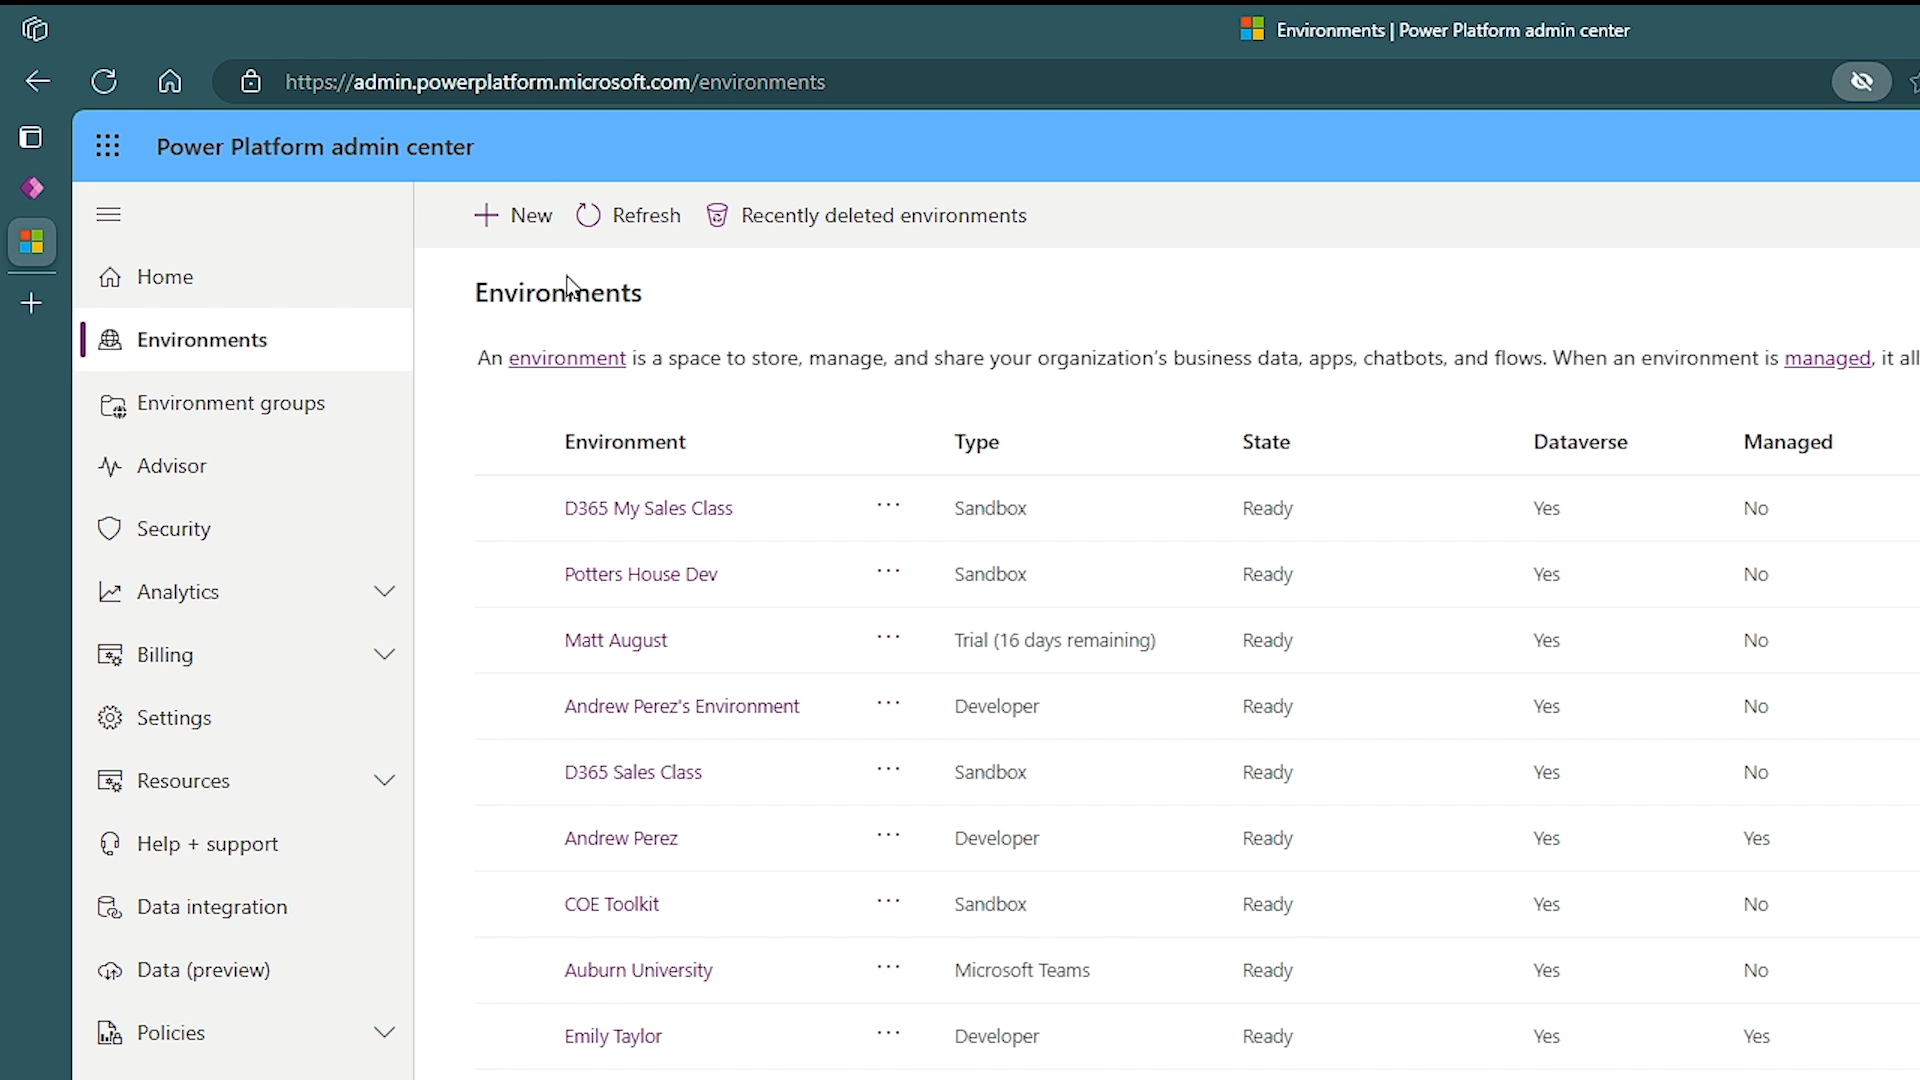 Environments | Power Platform admin center
https://admin.powerplatform.microsoft.com/environments
Power Platform admin center
New Refresh Recently deleted environments
Home
Environments
Environment groups
Advisor
Security
Analytics
Billing
Settings
Resources
Help + support
Data integration
Data (preview)
Policies
Environments
An environment is a space to store, manage, and share your organization's business data, apps, chatbots, and flows. When an environment is managed, it all
Environment Type State Dataverse Managed
D365 My Sales Class ... Sandbox Ready Yes No
Potters House Dev ... Sandbox Ready Yes No
Matt August ... Trial (16 days remaining) Ready Yes No
Andrew Perez's Environment ... Developer Ready Yes No
D365 Sales Class ... Sandbox Ready Yes No
Andrew Perez ... Developer Ready Yes Yes
COE Toolkit ... Sandbox Ready Yes No
Auburn University ... Microsoft Teams Ready Yes No
Emily Taylor ... Developer Ready Yes Yes